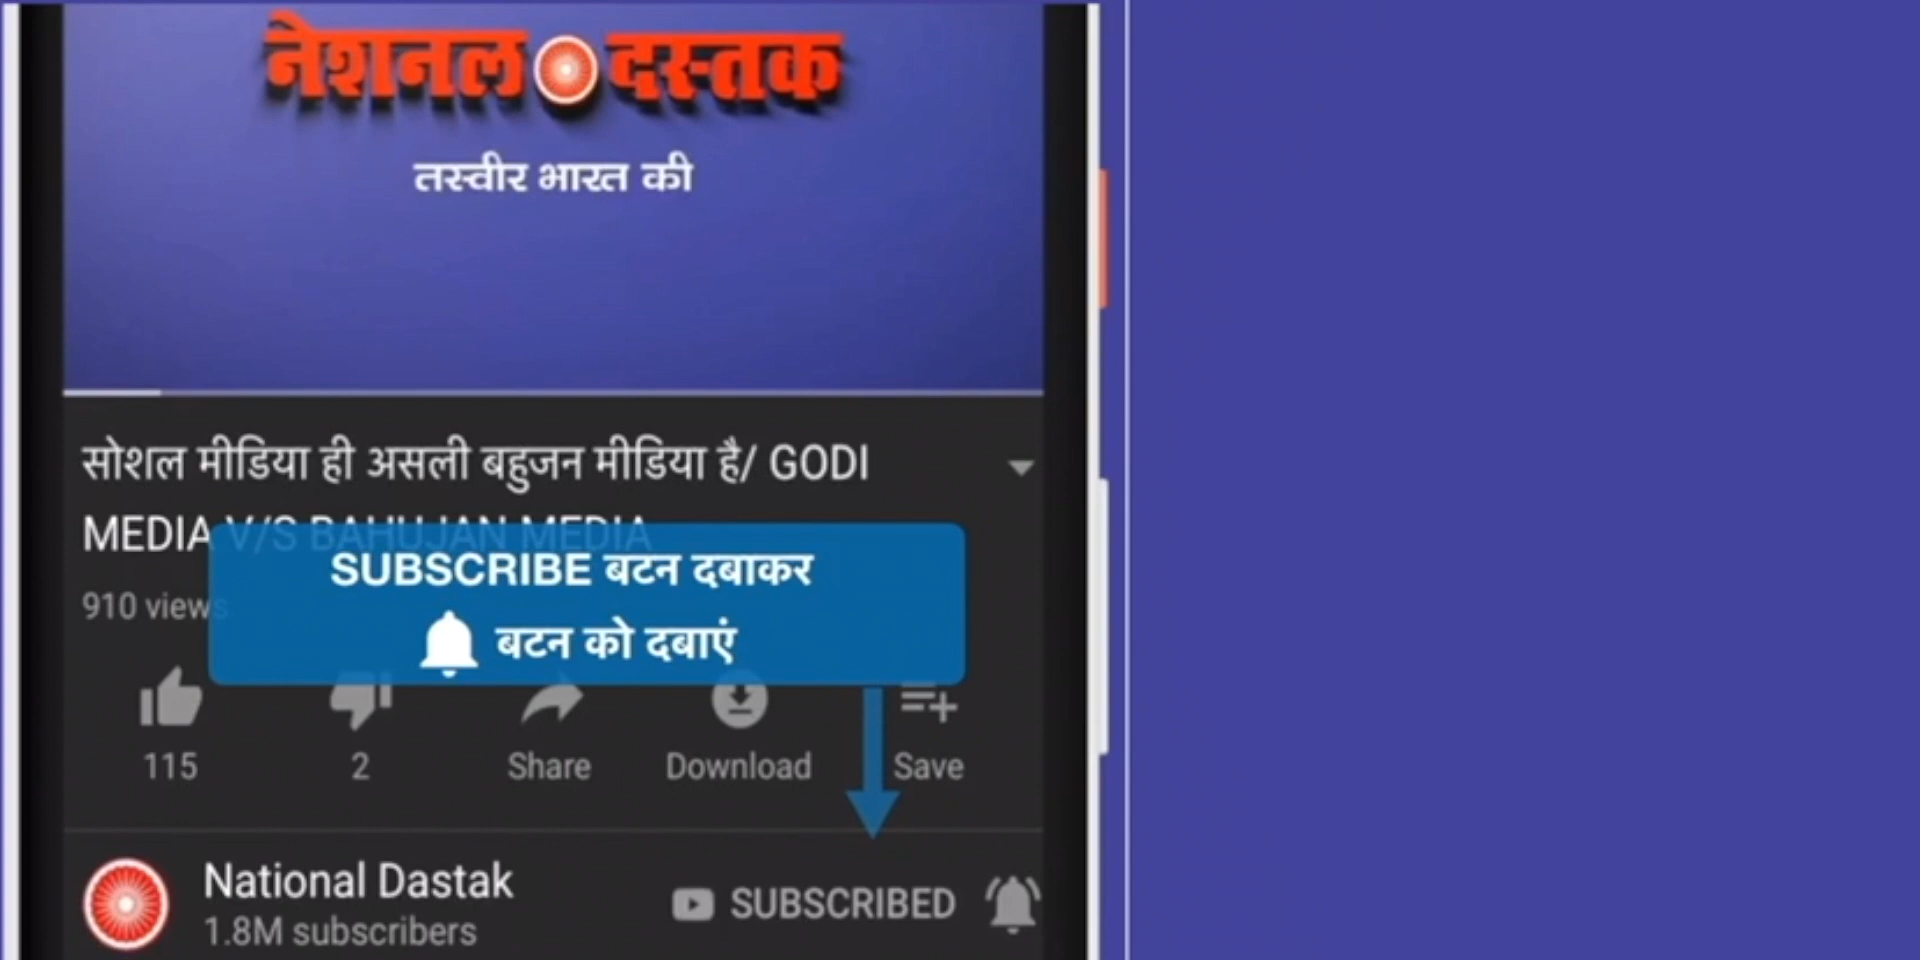 नेशनल दस्तक
तस्वीर भारत की
सोशल मीडिया ही असली बहुजन मीडिया है/ GODI
MEDIA V/S BAHUJAN MEDIA
910 views
SUBSCRIBE बटन दबाकर
बटन को दबाएं
115
2
Share
Download
Save
National Dastak
SUBSCRIBED
1.8M subscribers